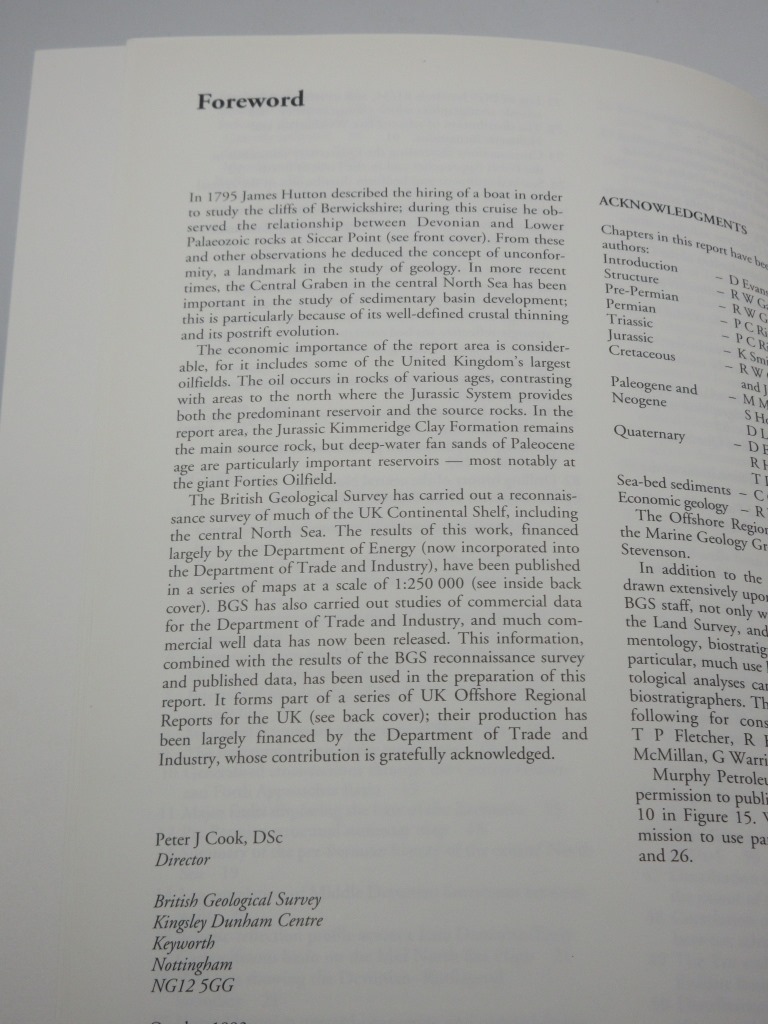 Foreword
In 1795 James Hutton described the hiring of a boat in order
to study the cliffs of Berwickshire; during this cruise he ob-
served the relationship between Devonian and Lower
Palaeozoic rocks at Siccar Point (see front cover). From these
and other observations he deduced the concept of unconfor-
mity, a landmark in the study of geology. In more recent
times, the Central Graben in the central North Sea has been
important in the study of sedimentary basin development;
this is particularly because of its well-defined crustal thinning
and its postrift evolution.
The economic importance of the report area is consider-
able, for it includes some of the United Kingdom's largest
oilfields. The oil occurs in rocks of various ages, contrasting
with areas to the north where the Jurassic System provides
both the predominant reservoir and the source rocks. In the
report area, the Jurassic Kimmeridge Clay Formation remains
the main source rock, but deep-water fan sands of Paleocene
age are particularly important reservoirs — most notably at
the giant Forties Oilfield.
The British Geological Survey has carried out a reconnais-
sance survey of much of the UK Continental Shelf, including
the central North Sea. The results of this work, financed
largely by the Department of Energy (now incorporated into
the Department of Trade and Industry), have been published
in a series of maps at a scale of 1:250 000 (see inside back
cover). BGS has also carried out studies of commercial data
for the Department of Trade and Industry, and much com-
mercial well data has now been released. This information,
combined with the results of the BGS reconnaissance survey
and published data, has been used in the preparation of this
report. It forms part of a series of UK Offshore Regional
Reports for the UK (see back cover); their production has
been largely financed by the Department of Trade and
Industry, whose contribution is gratefully acknowledged.
Peter J Cook, DSc
Director
British Geological Survey
Kingsley Dunham Centre
Keyworth
Nottingham
NG12 5GG
ACKNOWLEDGMENTS
Chapters in this report have
authors:
Introduction – D Evans
Structure – R W
Pre-Permian – R W
Permian – P C
Triassic – P C
Jurassic – K
Cretaceous – R W
and
Paleogene and – M
Neogene S
D
Quaternary – D
R
T
Sea-bed sediments – C
Economic geology – R
The Offshore
the Marine Geology
Stevenson.
In addition to the
drawn extensively upon
BGS staff, not only
the Land Survey, and
mentology,
particular, much use
tological analyses
biostratigraphers.
following for
T P Fletcher, R
McMillan, G
Murphy
permission to
10 in Figure 15.
mission to use
and 26.